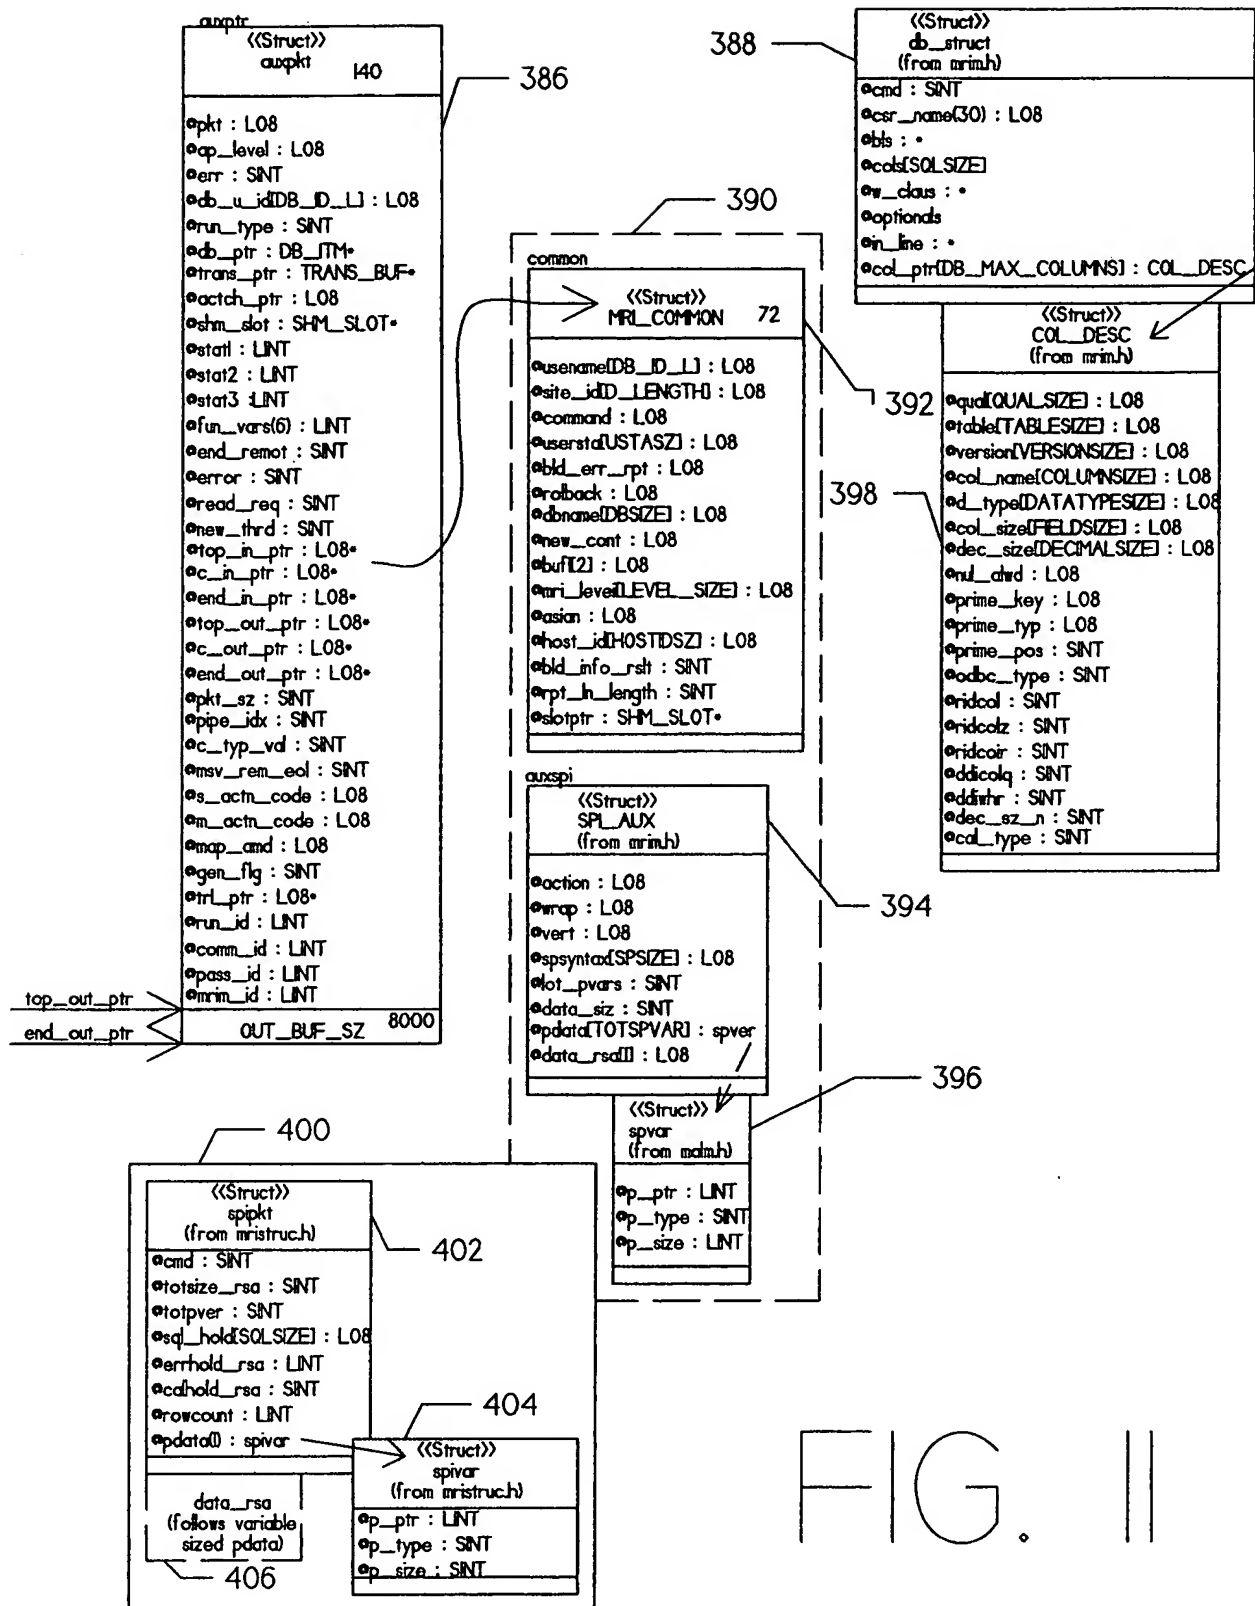 auxptr
<<Struct>>
auxpkt
140
386
pkt : L08
ap_level : L08
err : SINT
db_u_id[DB_ID_L] : L08
run_type : SINT
db_ptr : DB_ITM*
trans_ptr : TRANS_BUF*
actch_ptr : L08
shm_slot : SHM_SLOT*
stat1 : LINT
stat2 : LINT
stat3 :LINT
fun_vars(6) : LINT
end_remot : SINT
error : SINT
read_req : SINT
new_thrd : SINT
top_in_ptr : L08*
c_in_ptr : L08*
end_in_ptr : L08*
top_out_ptr : L08*
c_out_ptr : L08*
end_out_ptr : L08*
pkt_sz : SINT
pipe_idx : SINT
c_typ_val : SINT
msv_rem_eol : SINT
s_actn_code : L08
m_actn_code : L08
map_amd : L08
gen_flg : SINT
trl_ptr : L08*
run_id : LINT
comm_id : LINT
pass_id : LINT
mrim_id : LINT
top_out_ptr
end_out_ptr
8000
OUT_BUF_SZ
388
<<Struct>>
db_struct
(from mrim.h)
cmd : SINT
csr_name(30) : L08
bls : *
cols[SQLSIZE]
w_claus : *
optionals
in_line : *
col_ptr[DB_MAX_COLUMNS] : COL_DESC
390
common
<<Struct>>
MRI_COMMON
72
392
usename[DB_ID_L] : L08
site_id[D_LENGTH] : L08
command : L08
usersta[USTASZ] : L08
bld_err_rpt : L08
rolback : L08
dbname[DBSIZE] : L08
new_cont : L08
buf1[2] : L08
mri_level[LEVEL_SIZE] : L08
asian : L08
host_id[HOSTIDSZ] : L08
bld_info_rslt : SINT
rpt_h_length : SINT
slotptr : SHM_SLOT*
<<Struct>>
COL_DESC
(from mrim.h)
398
qual[QUALSIZE] : L08
table[TABLESIZE] : L08
version[VERSIONSIZE] : L08
col_name[COLUMNSIZE] : L08
d_type[DATATYPESIZE] : L08
col_size[FIELDSIZE] : L08
dec_size[DECIMALSIZE] : L08
nul_alwd : L08
prime_key : L08
prime_typ : L08
prime_pos : SINT
odbc_type : SINT
ridcol : SINT
ridcolz : SINT
ridcoir : SINT
ddicolq : SINT
ddiwhr : SINT
dec_sz_n : SINT
cal_type : SINT
auxspi
<<Struct>>
SPI_AUX
(from mrim.h)
394
action : L08
wrap : L08
vert : L08
spsyntax[SPSIZE] : L08
lot_pvars : SINT
data_siz : SINT
pdata[TOTSPVAR] : spver
data_rsa[1] : L08
396
<<Struct>>
spvar
(from malm.h)
p_ptr : LINT
p_type : SINT
p_size : LINT
400
<<Struct>>
spipkt
(from mristruc.h)
402
cmd : SINT
totsize_rsa : SINT
totpver : SINT
sql_hold[SQLSIZE] : L08
errhold_rsa : LINT
calhold_rsa : SINT
rowcount : LINT
pdata(1) : spivar
404
<<Struct>>
spivar
(from mristruc.h)
p_ptr : LINT
p_type : SINT
p_size : SINT
data_rsa
(follows variable
sized pdata)
406
FIG. 11